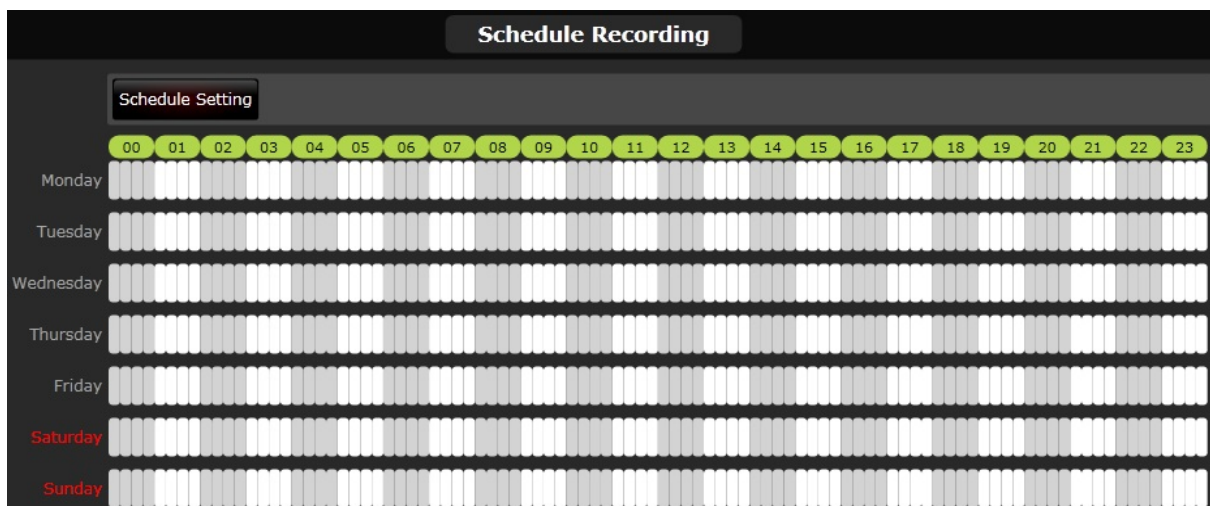 Schedule Recording
Schedule Setting
00 01 02 03 04 05 06 07 08 09 10 11 12 13 14 15 16 17 18 19 20 21 22 23
Monday
Tuesday
Wednesday
Thursday
Friday
Saturday
Sunday